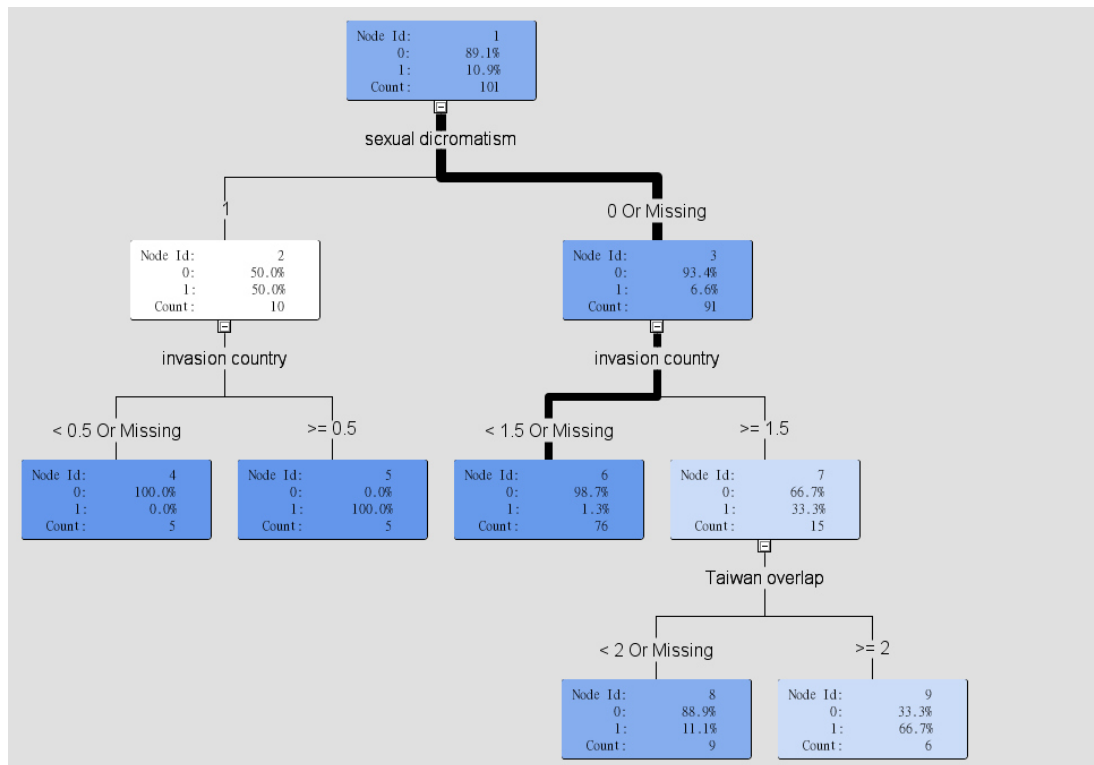 Node Id: 1
0: 89.1%
1: 10.9%
Count: 101
sexual dicromatism
1
0 Or Missing
Node Id: 2
0: 50.0%
1: 50.0%
Count: 10
Node Id: 3
0: 93.4%
1: 6.6%
Count: 91
invasion country
invasion country
< 0.5 Or Missing
>= 0.5
< 1.5 Or Missing
>= 1.5
Node Id: 4
0: 100.0%
1: 0.0%
Count: 5
Node Id: 5
0: 0.0%
1: 100.0%
Count: 5
Node Id: 6
0: 98.7%
1: 1.3%
Count: 76
Node Id: 7
0: 66.7%
1: 33.3%
Count: 15
Taiwan overlap
< 2 Or Missing
>= 2
Node Id: 8
0: 88.9%
1: 11.1%
Count: 9
Node Id: 9
0: 33.3%
1: 66.7%
Count: 6